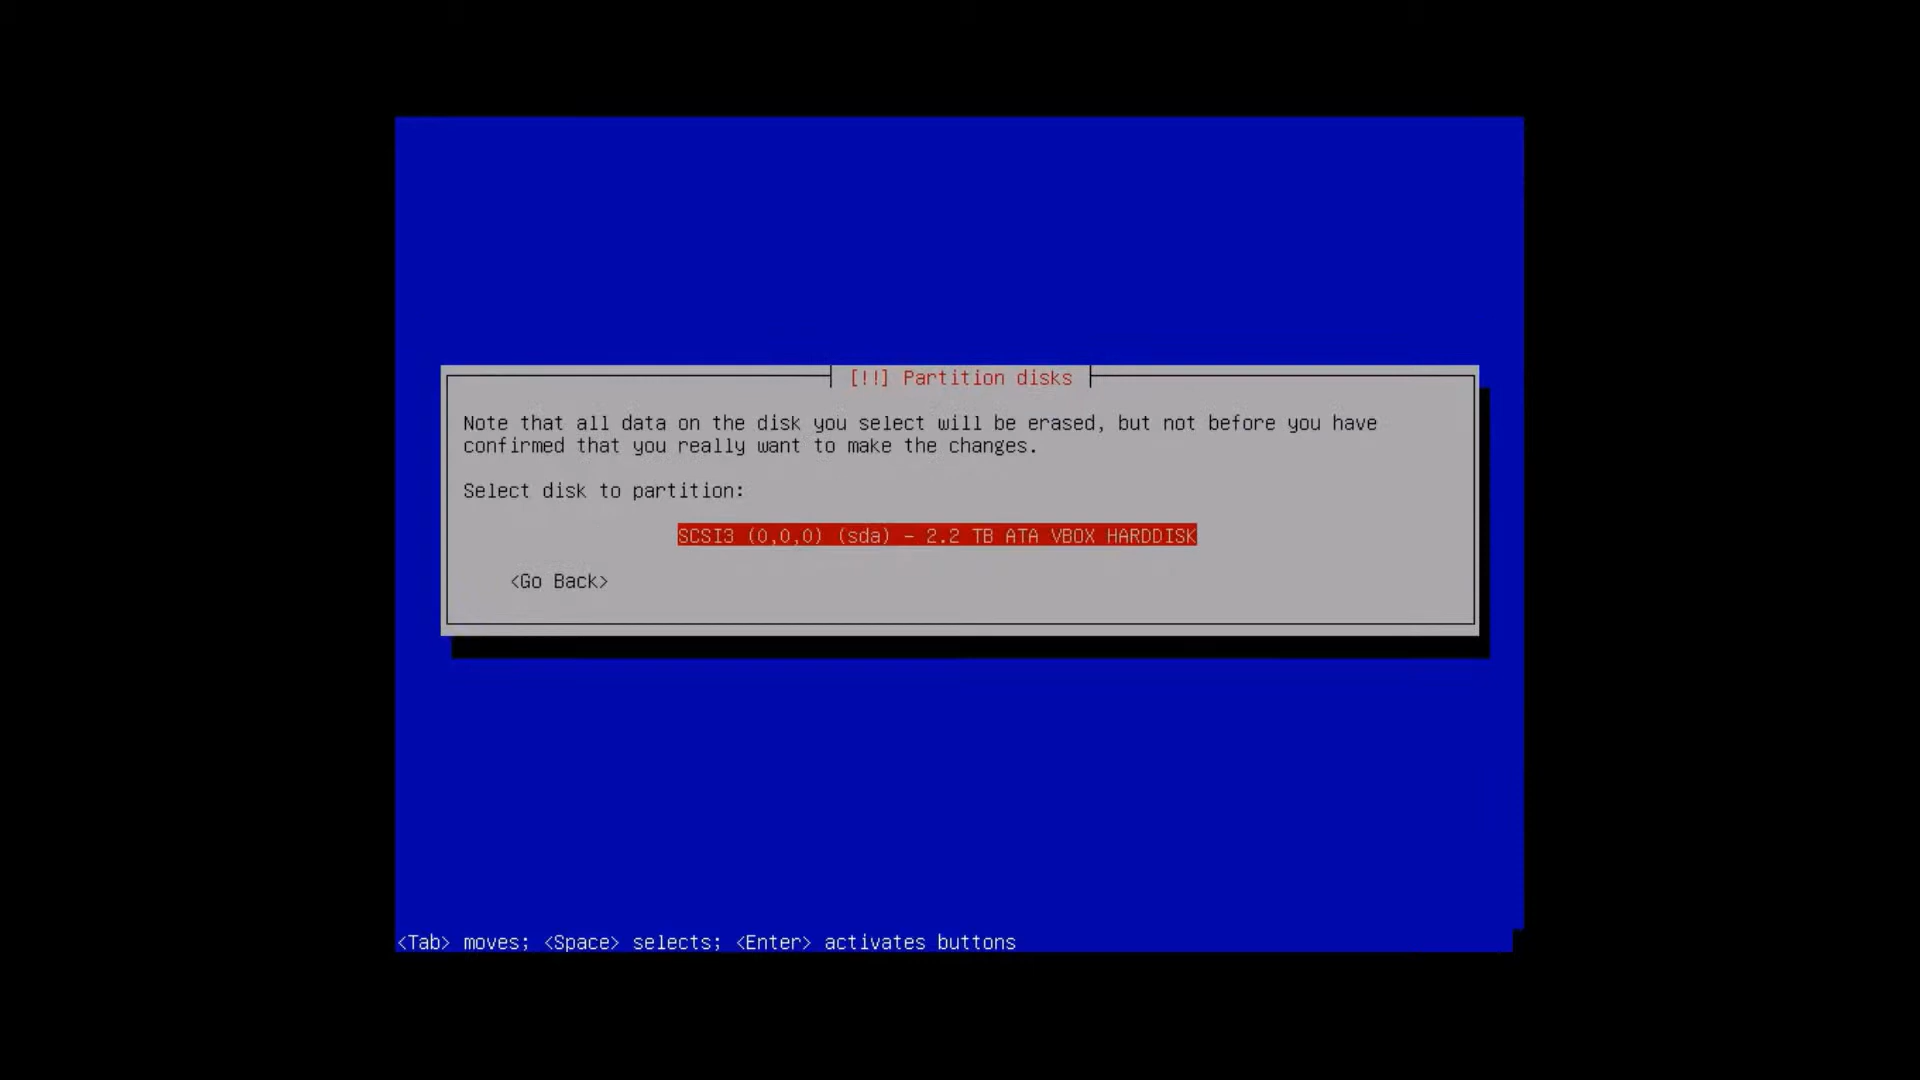 [!!] Partition disks
Note that all data on the disk you select will be erased, but not before you have
confirmed that you really want to make the changes.
Select disk to partition:
SCSI3 (0,0,0) (sda) - 2.2 TB ATA VBOX HARDDISK
<Go Back>
<Tab> moves; <Space> selects; <Enter> activates buttons